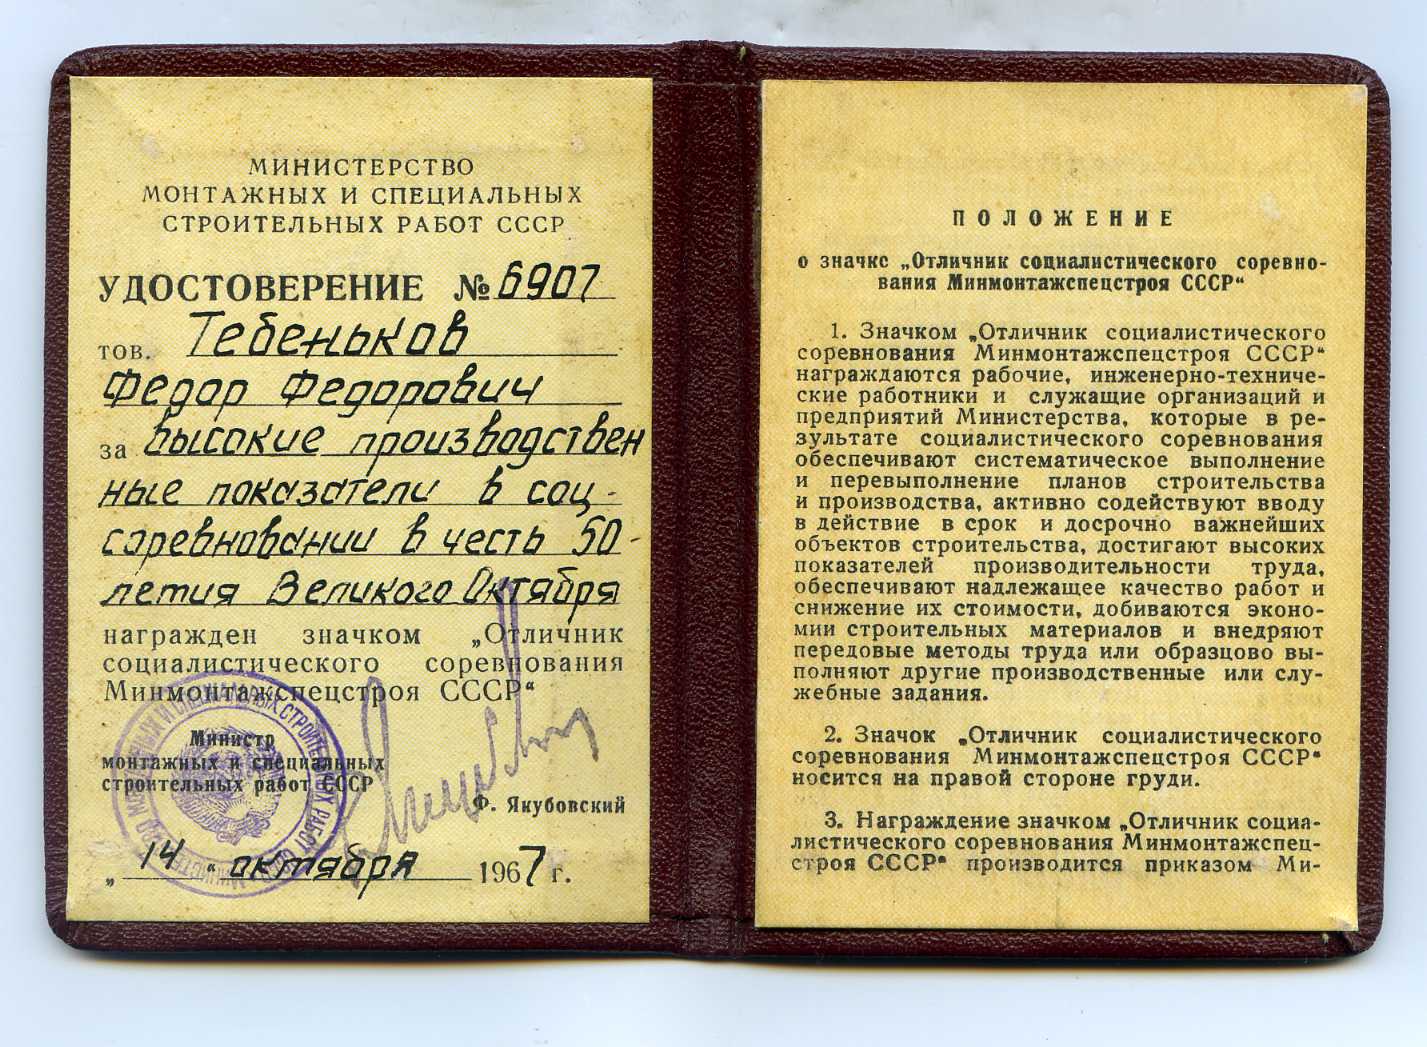 МИНИСТЕРСТВО
МОНТАЖНЫХ И СПЕЦИАЛЬНЫХ
СТРОИТЕЛЬНЫХ РАБОТ СССР
УДОСТОВЕРЕНИЕ № 6907
тов. Тебеньков
Федор Федорович
за высокие производствен
ные показатели в соц-
соревновании в честь 50-
летия Великого Октября
награжден значком „Отличник
социалистического соревнования
Минмонтажспецстроя СССР“
Министр
монтажных и специальных
строительных работ СССР
Ф. Якубовский
„14“ октября 1967 г.
ПОЛОЖЕНИЕ
о значке „Отличник социалистического соревно-
вания Минмонтажспецстроя СССР“
1. Значком „Отличник социалистического
соревнования Минмонтажспецстроя СССР“
награждаются рабочие, инженерно-техниче-
ские работники и служащие организаций и
предприятий Министерства, которые в ре-
зультате социалистического соревнования
обеспечивают систематическое выполнение
и перевыполнение планов строительства
и производства, активно содействуют вводу
в действие в срок и досрочно важнейших
объектов строительства, достигают высоких
показателей производительности труда,
обеспечивают надлежащее качество работ и
снижение их стоимости, добиваются эконо-
мии строительных материалов и внедряют
передовые методы труда или образцово вы-
полняют другие производственные или слу-
жебные задания.
2. Значок „Отличник социалистического
соревнования Минмонтажспецстроя СССР“
носится на правой стороне груди.
3. Награждение значком „Отличник социа-
листического соревнования Минмонтажспец-
строя СССР“ производится приказом Ми-